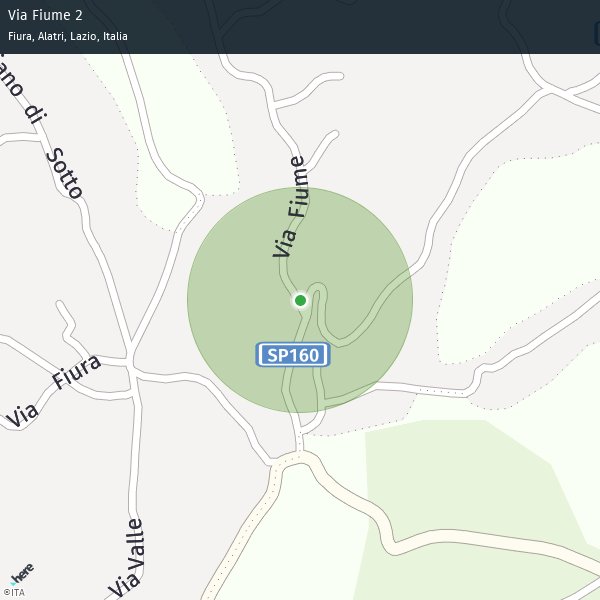 Via Fiume 2
Fiura, Alatri, Lazio, Italia
ano di
Sotto
Via Fiume
SP160
Via Fiura
Via Valle
here
©ITA